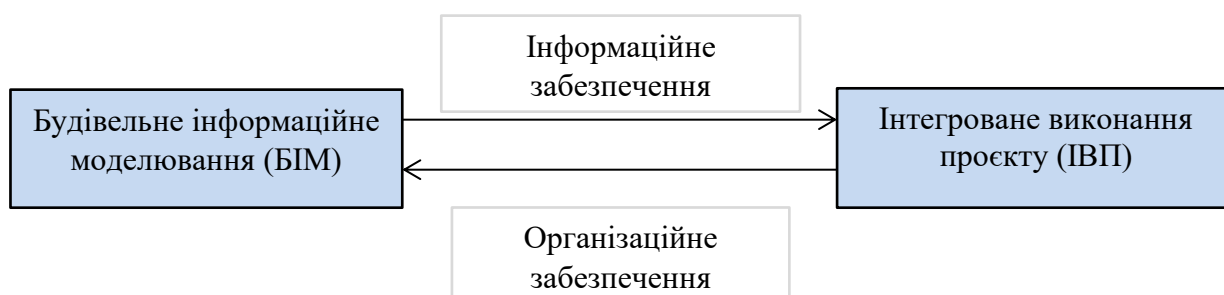 Інформаційне
забезпечення
Будівельне інформаційне
моделювання (БІМ)
Інтегроване виконання
проєкту (ІВП)
Організаційне
забезпечення